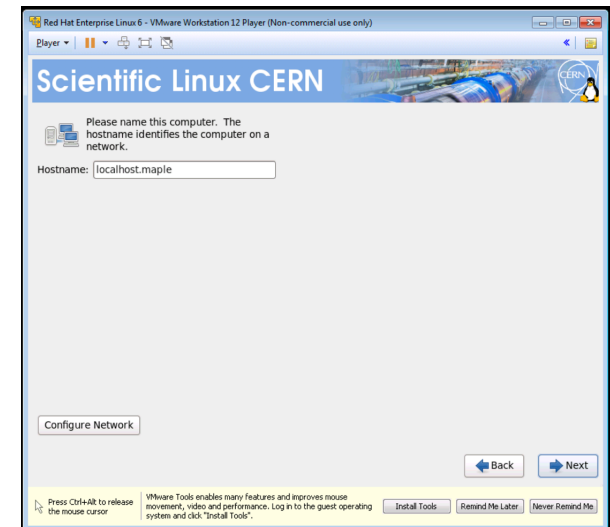 Red Hat Enterprise Linux 6 - VMware Workstation 12 Player (Non-commercial use only)
Player
Scientific Linux CERN
CERN
Please name this computer. The
hostname identifies the computer on a
network.
Hostname: localhost.maple
Configure Network
Back Next
Press Ctrl+Alt to release
the mouse cursor
VMware Tools enables many features and improves mouse
movement, video and performance. Log in to the guest operating
system and click "Install Tools".
Install Tools Remind Me Later Never Remind Me